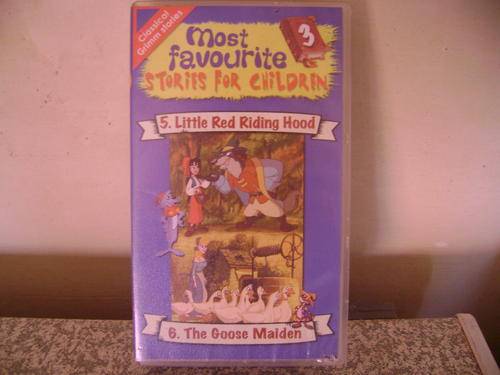 Classical
Grimm stories
most
favourite
STORIES FOR CHILDREN
3
5. Little Red Riding Hood
6. The Goose Maiden